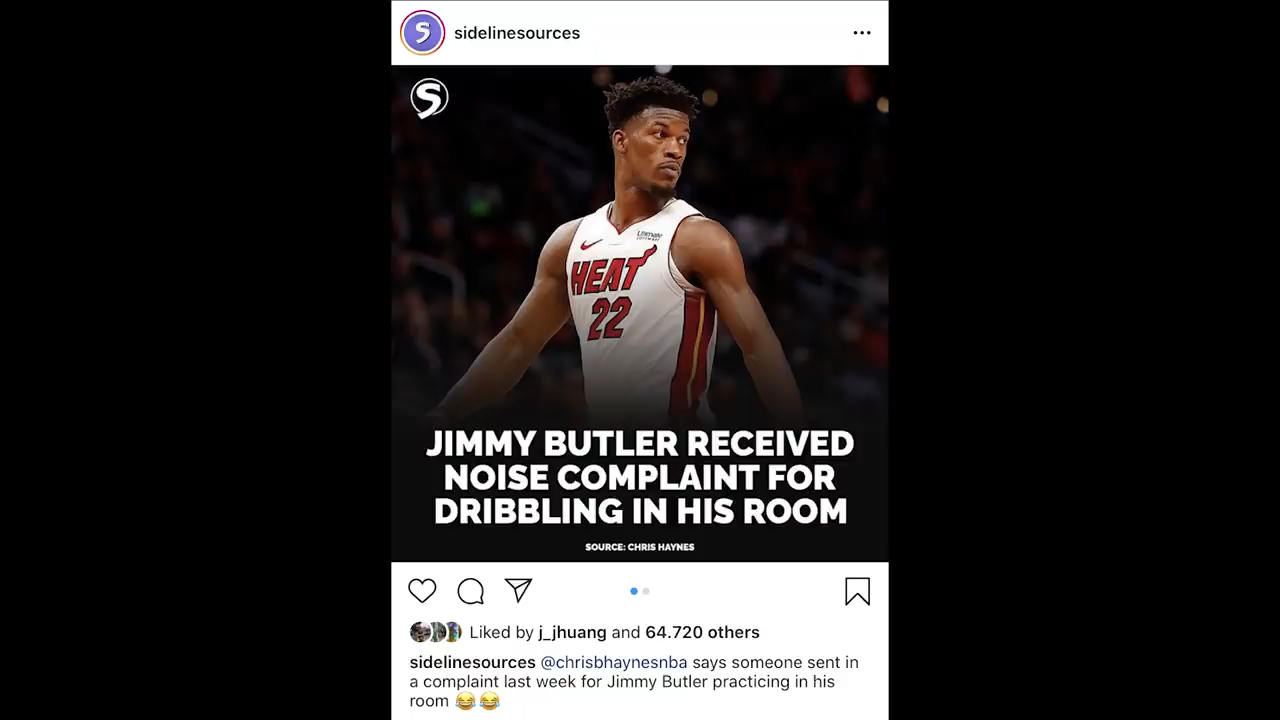 sidelinesources
S
S
Ultimate
SOFTWARE
HEAT
22
JIMMY BUTLER RECEIVED
NOISE COMPLAINT FOR
DRIBBLING IN HIS ROOM
SOURCE: CHRIS HAYNES
Liked by j_jhuang and 64.720 others
sidelinesources @chrisbhaynesnba says someone sent in
a complaint last week for Jimmy Butler practicing in his
room 😂😂